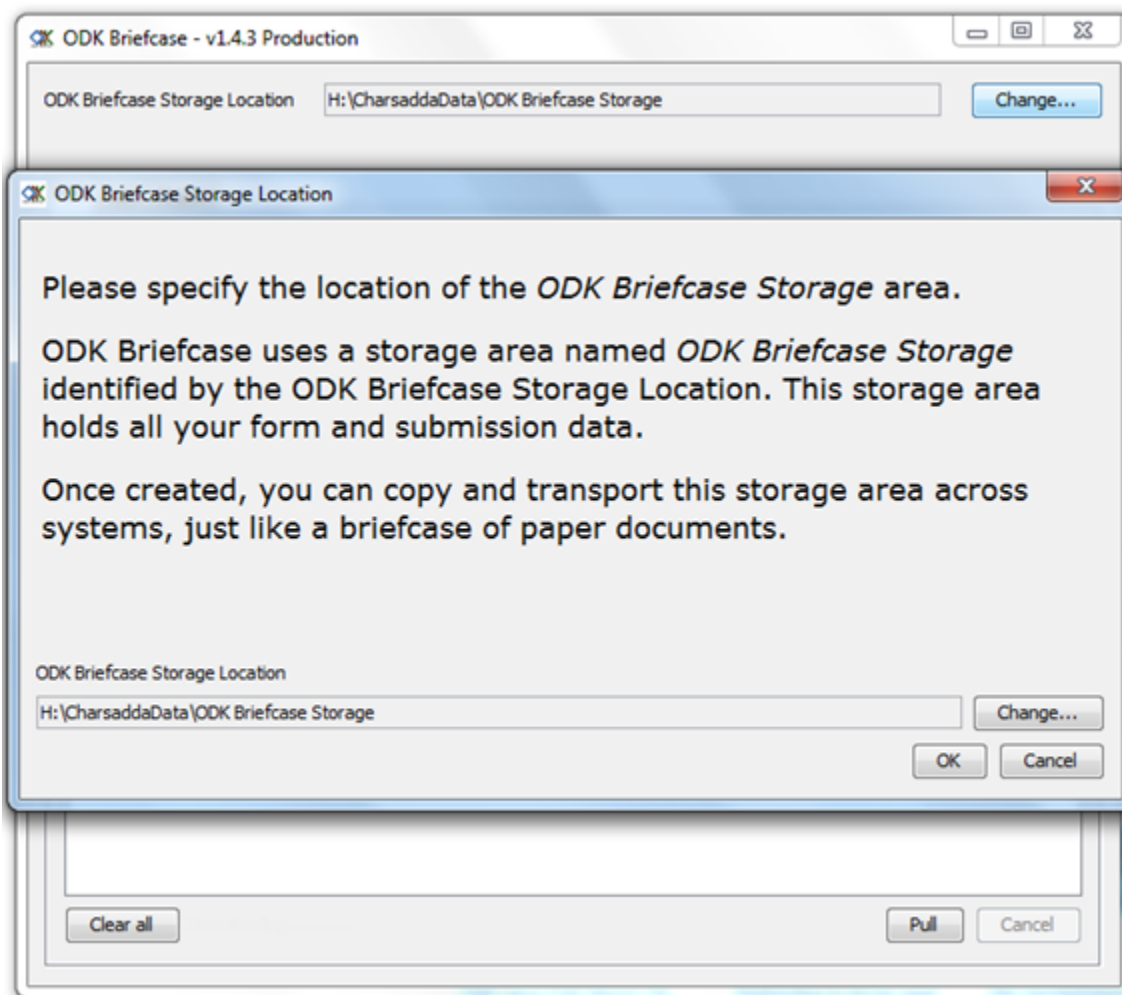 ODK Briefcase - v1.4.3 Production
ODK Briefcase Storage Location H:\CharsaddaData\ODK Briefcase Storage Change...
ODK Briefcase Storage Location
Please specify the location of the ODK Briefcase Storage area.
ODK Briefcase uses a storage area named ODK Briefcase Storage
identified by the ODK Briefcase Storage Location. This storage area
holds all your form and submission data.
Once created, you can copy and transport this storage area across
systems, just like a briefcase of paper documents.
ODK Briefcase Storage Location
H:\CharsaddaData\ODK Briefcase Storage Change...
OK Cancel
Clear all Pull Cancel